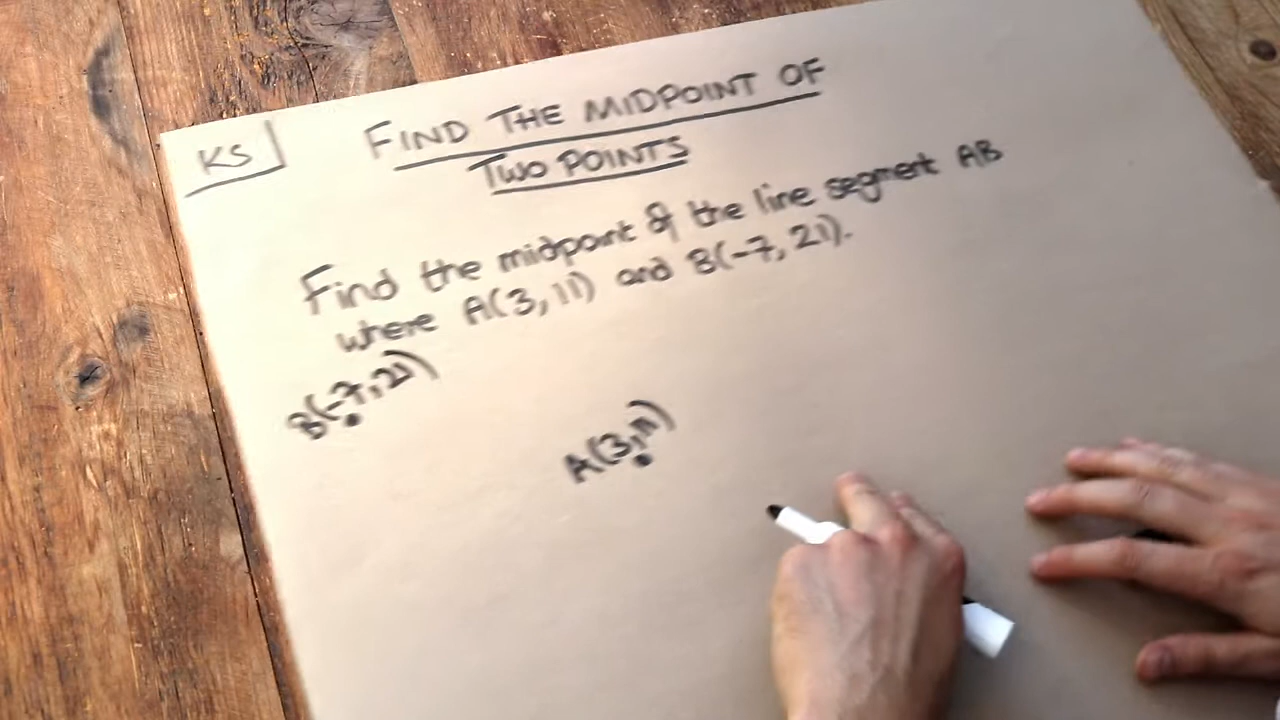 KS
FIND THE MIDPOINT OF
TWO POINTS
Find the midpoint of the line segment AB
where A(3, 11) and B(-7, 21).
B(-7, 21)
A(3, 11)